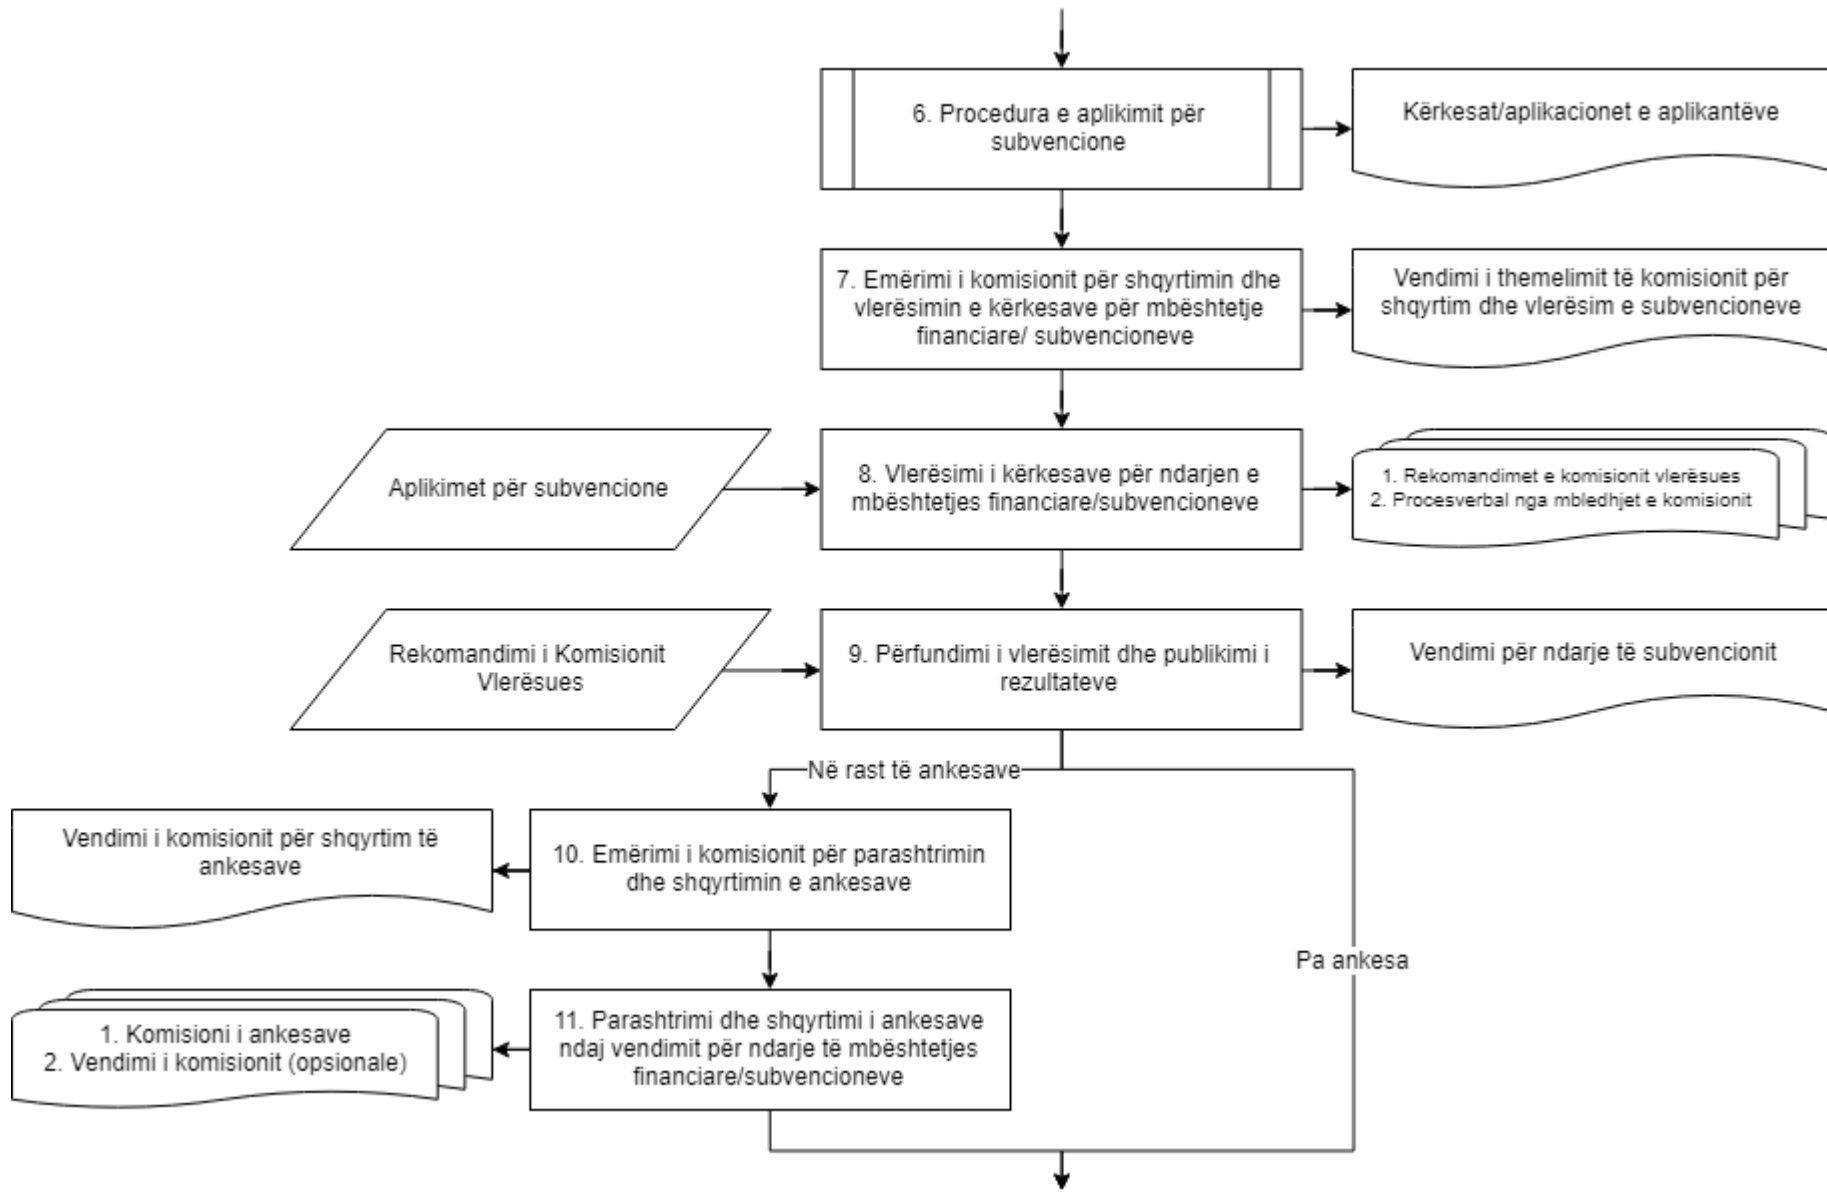 6. Procedura e aplikimit për
subvencione
Kërkesat/aplikacionet e aplikantëve
7. Emërimi i komisionit për shqyrtimin dhe
vlerësimin e kërkesave për mbështetje
financiare/ subvencioneve
Vendimi i themelimit të komisionit për
shqyrtim dhe vlerësim e subvencioneve
Aplikimet për subvencione
8. Vlerësimi i kërkesave për ndarjen e
mbështetjes financiare/subvencioneve
1. Rekomandimet e komisionit vlerësues
2. Procesverbal nga mbledhjet e komisionit
Rekomandimi i Komisionit
Vlerësues
9. Përfundimi i vlerësimit dhe publikimi i
rezultateve
Vendimi për ndarje të subvencionit
Në rast të ankesave
Vendimi i komisionit për shqyrtim të
ankesave
10. Emërimi i komisionit për parashtrimin
dhe shqyrtimin e ankesave
Pa ankesa
1. Komisioni i ankesave
2. Vendimi i komisionit (opsionale)
11. Parashtrimi dhe shqyrtimi i ankesave
ndaj vendimit për ndarje të mbështetjes
financiare/subvencioneve